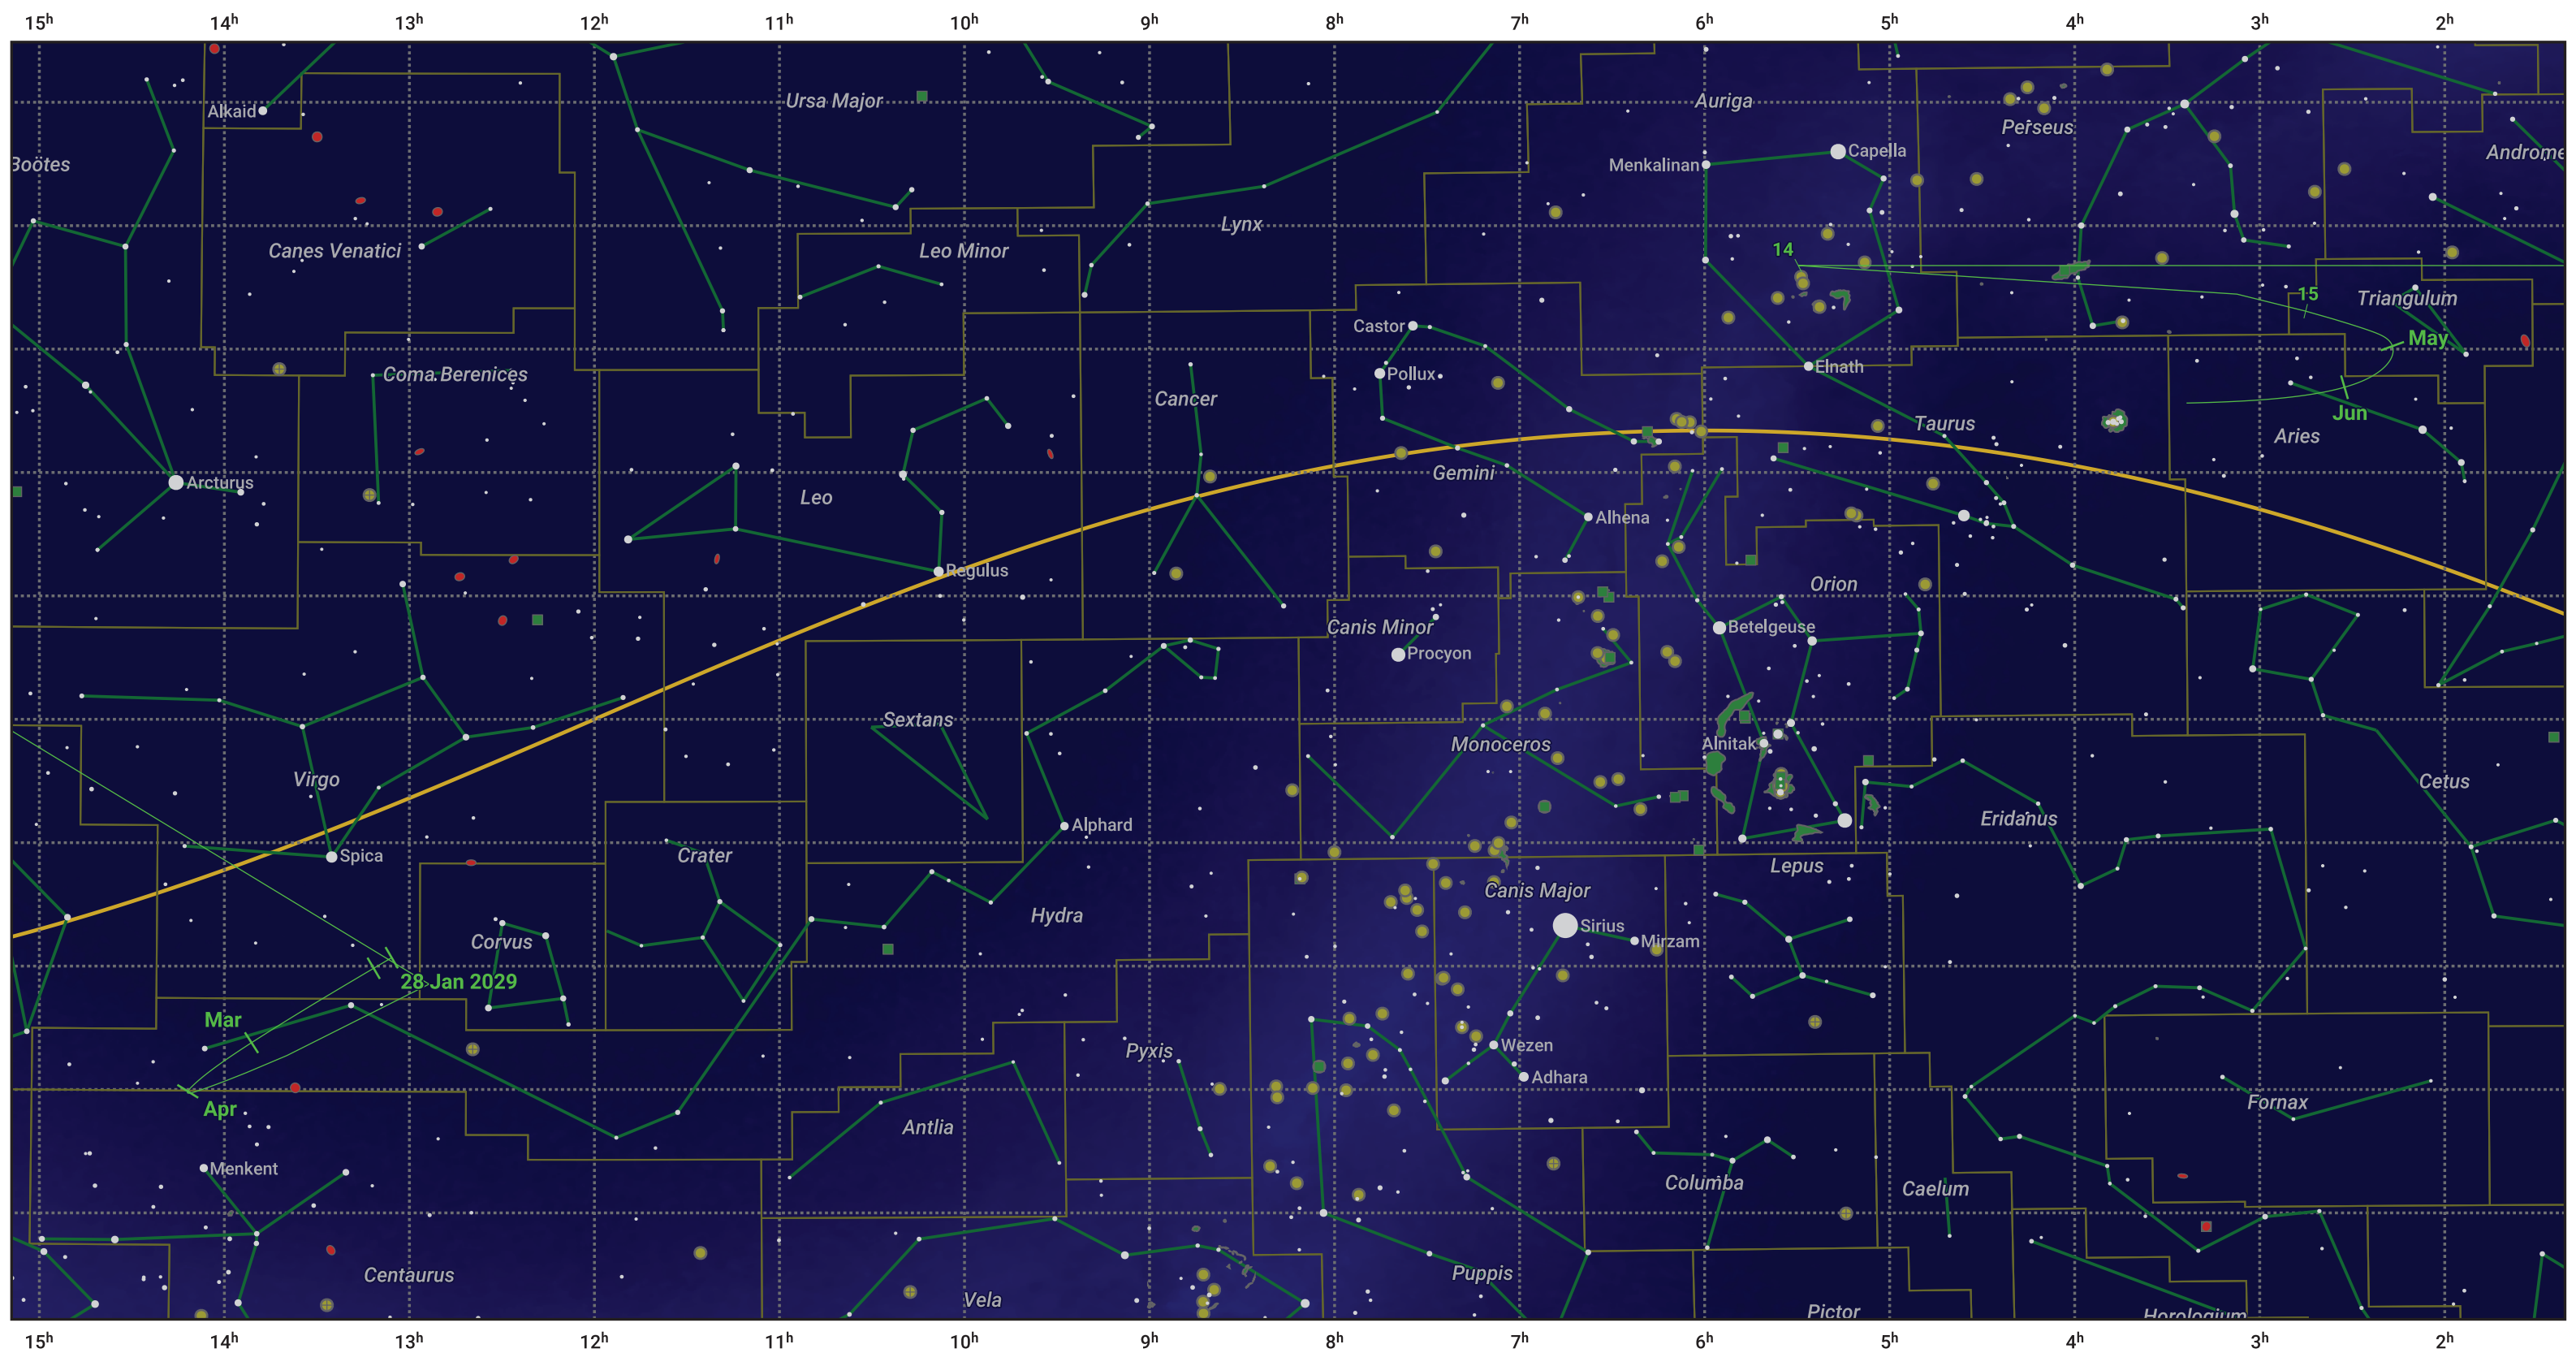 15h 14h 13h 12h 11h 10h 9h 8h 7h 6h 5h 4h 3h 2h
Ursa Major
Auriga
Alkaid
Perseus
Boötes
Menkalinan
Capella
Androme
Canes Venatici
Leo Minor
Lynx
14
15
Triangulum
Castor
May
Elnath
Coma Berenices
Pollux
Cancer
Taurus
Jun
Aries
Arcturus
Leo
Gemini
Alhena
Regulus
Orion
Canis Minor
Betelgeuse
Procyon
Sextans
Monoceros
Alnitak
Virgo
Cetus
Alphard
Eridanus
Spica
Crater
Lepus
Canis Major
Hydra
Sirius
Corvus
Mirzam
28 Jan 2029
Mar
Pyxis
Wezen
Adhara
Apr
Fornax
Antlia
Menkent
Columba
Caelum
Centaurus
Puppis
Vela
Pictor
Horologium
15h 14h 13h 12h 11h 10h 9h 8h 7h 6h 5h 4h 3h 2h